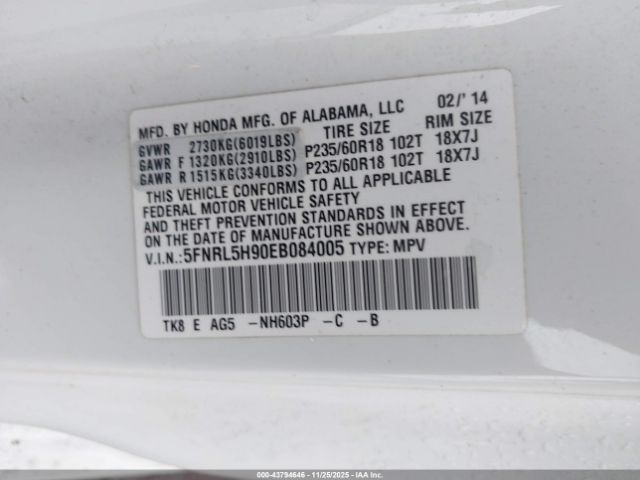 MFD. BY HONDA MFG. OF ALABAMA, LLC 02/' 14
TIRE SIZE RIM SIZE
GVWR 2730KG(6019LBS)
GAWR F 1320KG(2910LBS) P235/60R18 102T 18X7J
GAWR R 1515KG(3340LBS) P235/60R18 102T 18X7J
THIS VEHICLE CONFORMS TO ALL APPLICABLE
FEDERAL MOTOR VEHICLE SAFETY
AND THEFT PREVENTION STANDARDS IN EFFECT
ON THE DATE OF MANUFACTURE SHOWN ABOVE.
V.I.N.:5FNRL5H90EB084005 TYPE: MPV
TK8 E AG5 -NH603P -C -B
000-43794646 - 11/25/2025 - IAAI.COM